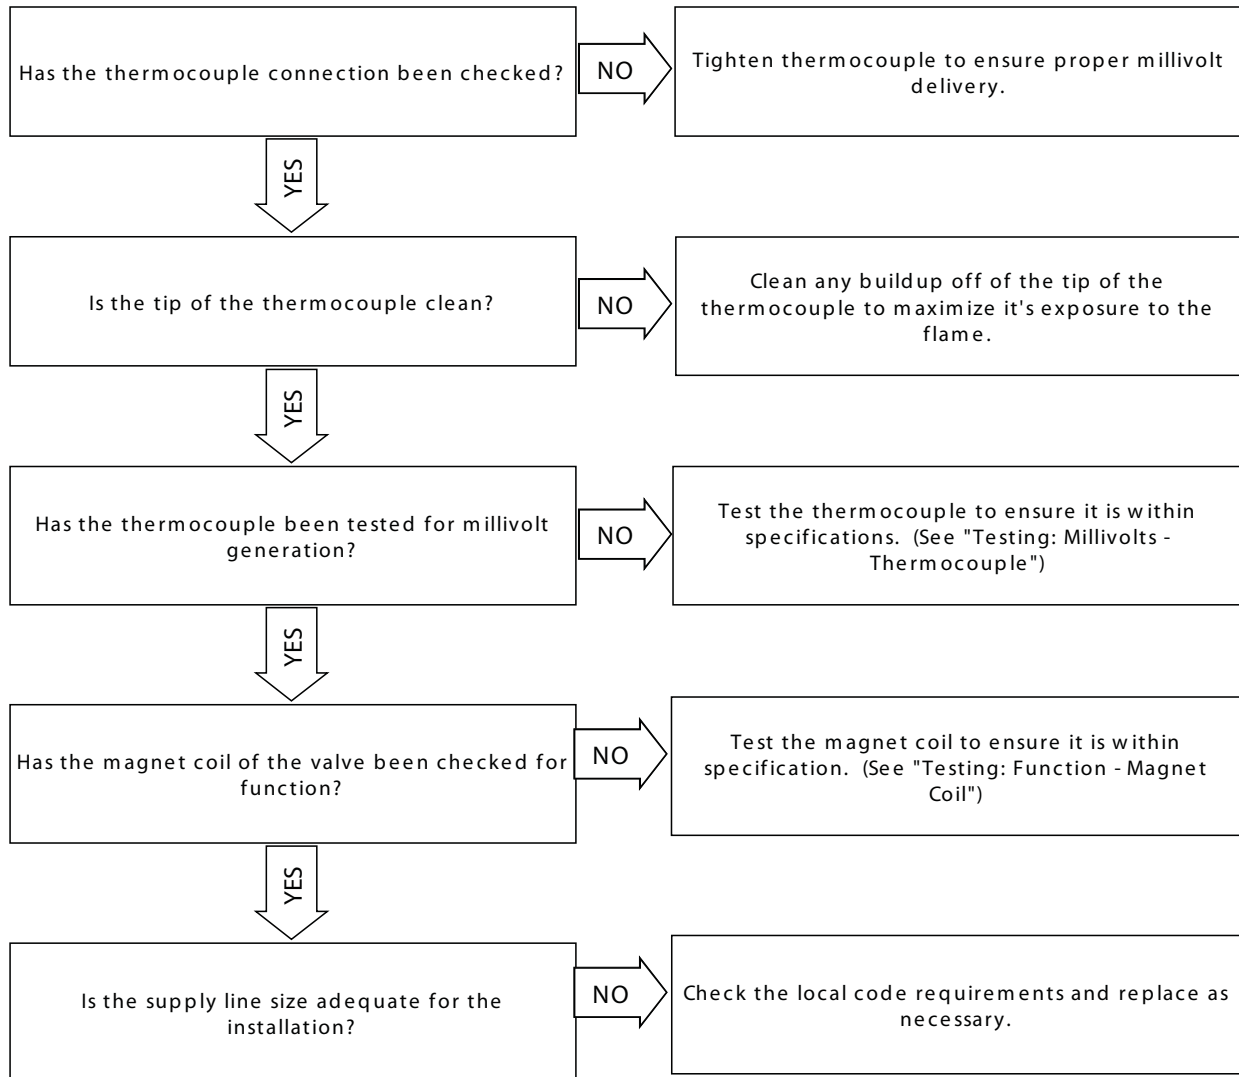 Has the thermocouple connection been checked?
NO
Tighten thermocouple to ensure proper millivolt
delivery.
YES
Is the tip of the thermocouple clean?
NO
Clean any buildup off of the tip of the
thermocouple to maximize it's exposure to the
flame.
YES
Has the thermocouple been tested for millivolt
generation?
NO
Test the thermocouple to ensure it is within
specifications. (See "Testing: Millivolts -
Thermocouple")
YES
Has the magnet coil of the valve been checked for
function?
NO
Test the magnet coil to ensure it is within
specification. (See "Testing: Function - Magnet
Coil")
YES
Is the supply line size adequate for the
installation?
NO
Check the local code requirements and replace as
necessary.